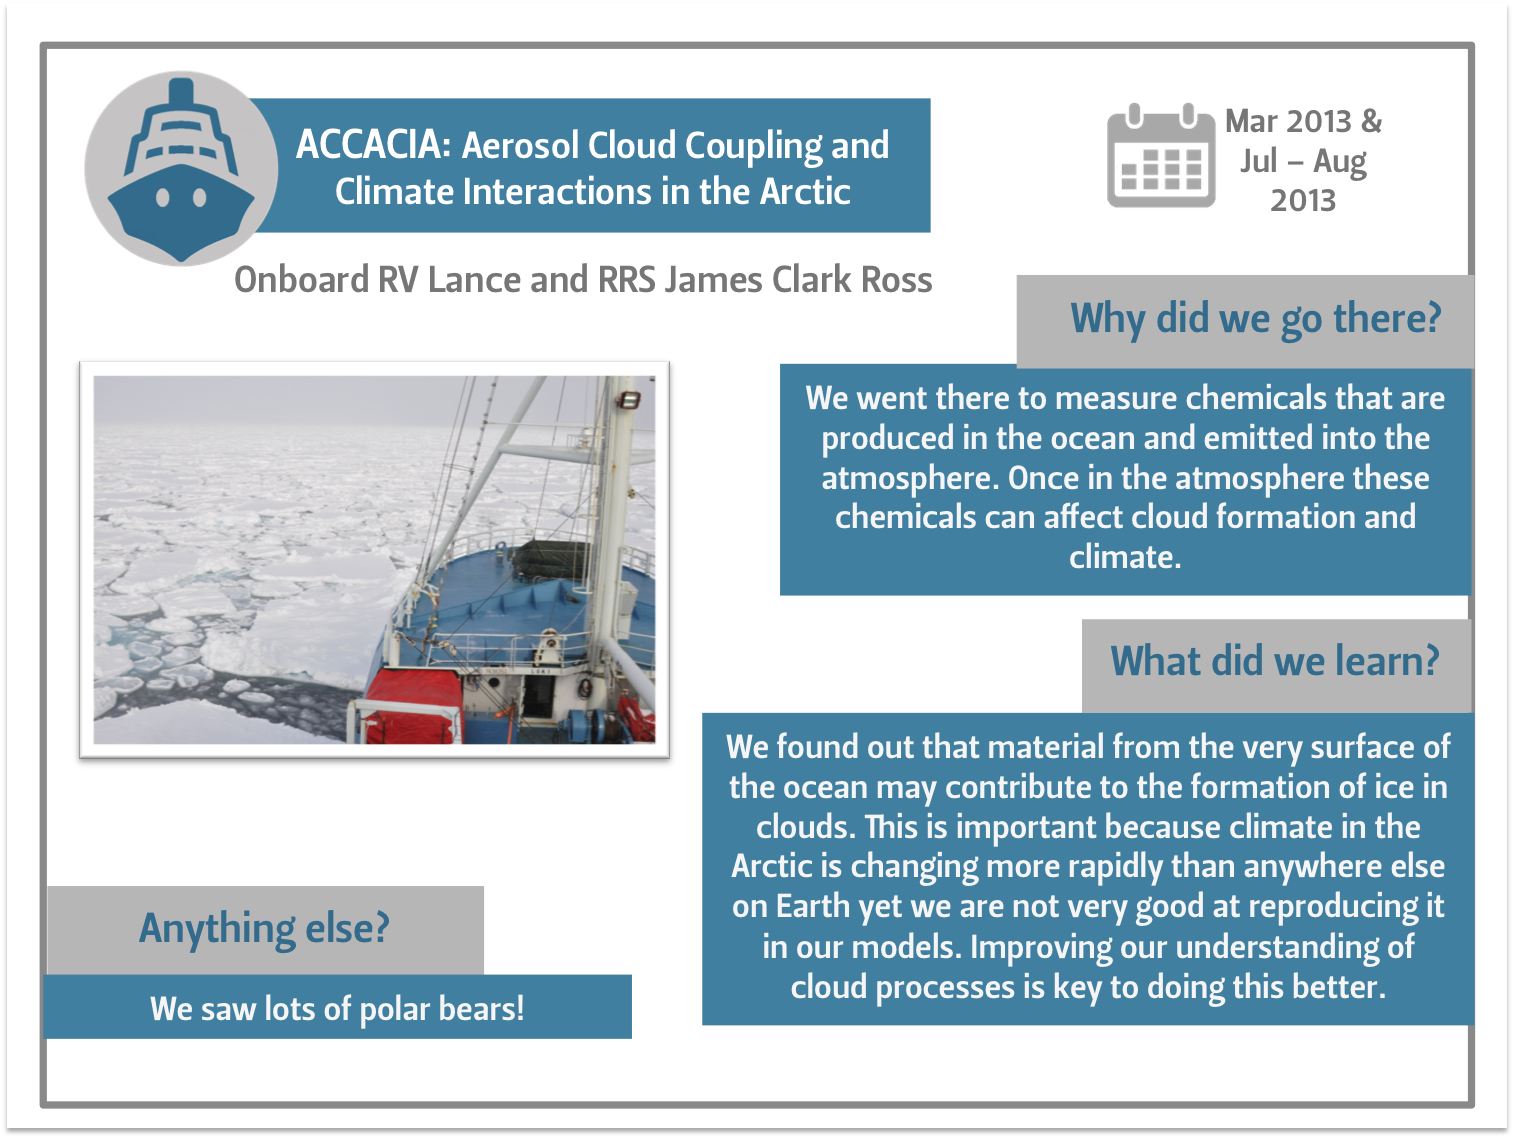 ACCACIA: Aerosol Cloud Coupling and
Climate Interactions in the Arctic
Mar 2013 &
Jul – Aug
2013
Onboard RV Lance and RRS James Clark Ross
Why did we go there?
We went there to measure chemicals that are
produced in the ocean and emitted into the
atmosphere. Once in the atmosphere these
chemicals can affect cloud formation and
climate.
What did we learn?
We found out that material from the very surface of
the ocean may contribute to the formation of ice in
clouds. This is important because climate in the
Arctic is changing more rapidly than anywhere else
on Earth yet we are not very good at reproducing it
in our models. Improving our understanding of
cloud processes is key to doing this better.
Anything else?
We saw lots of polar bears!